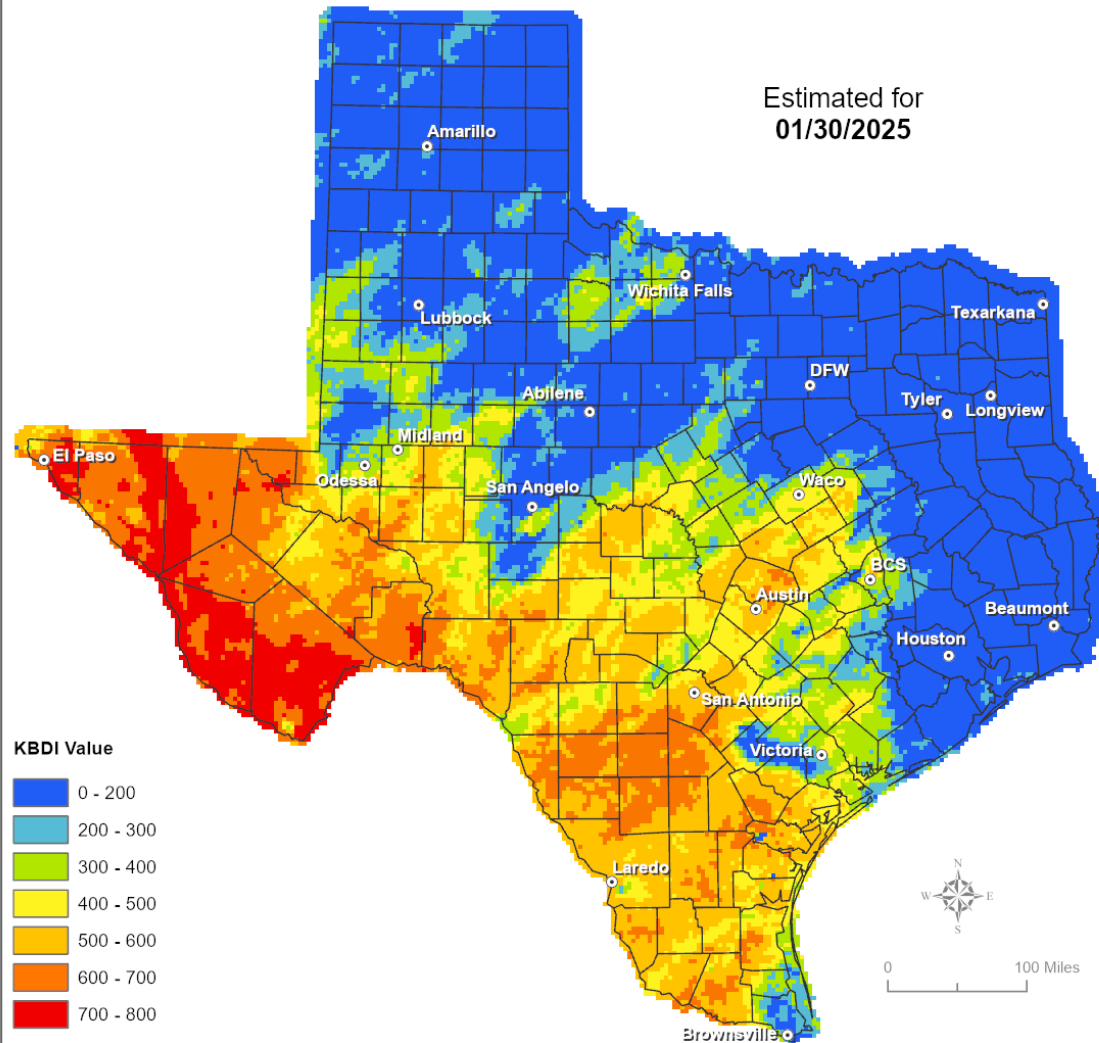 Estimated for
01/30/2025
Amarillo
Wichita Falls
Lubbock
Texarkana
DFW
Abilene
Tyler
Longview
Midland
El Paso
Odessa
San Angelo
Waco
BCS
Austin
Beaumont
Houston
San Antonio
Victoria
KBDI Value
0 - 200
200 - 300
300 - 400
400 - 500
500 - 600
600 - 700
700 - 800
Laredo
N
W
E
S
0
100 Miles
Brownsville